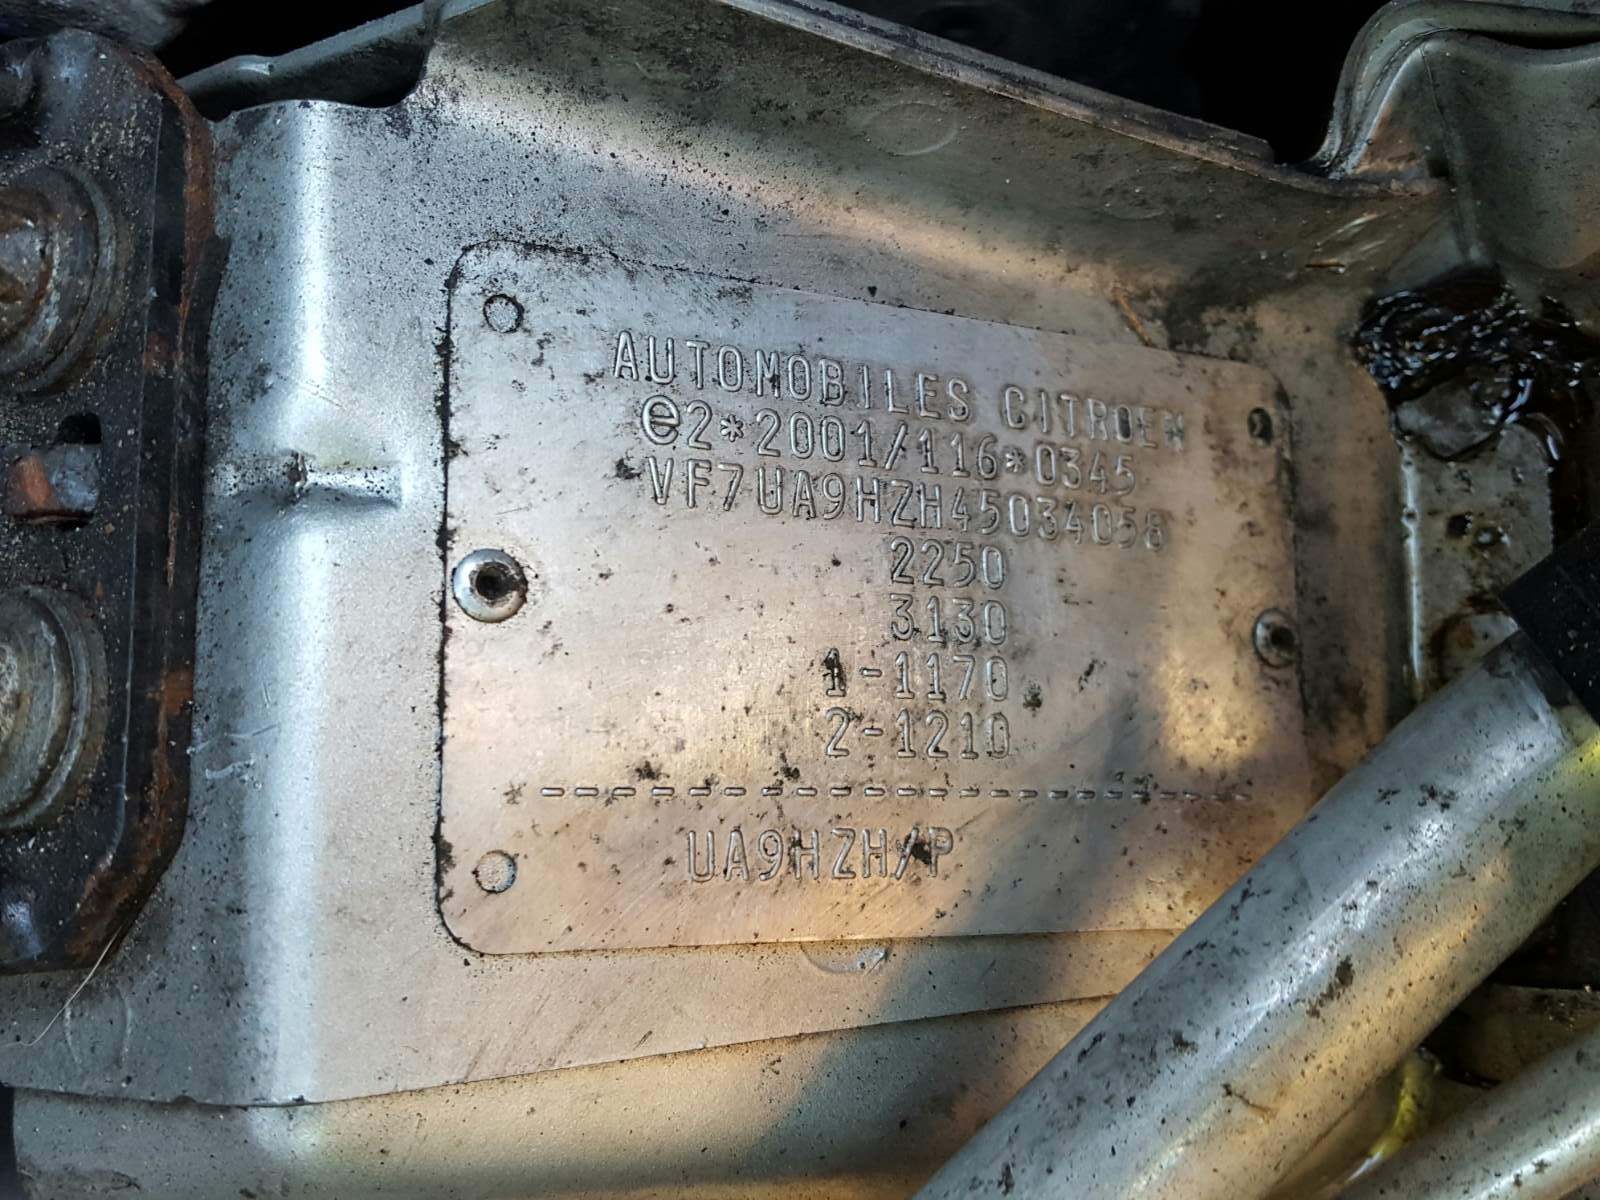 AUTOMOBILES CITROEN
e2*2001/116*0345
VF7UA9HZH45034058
2250
3130
1-1170
2-1210
--------------------
UA9HZH/P